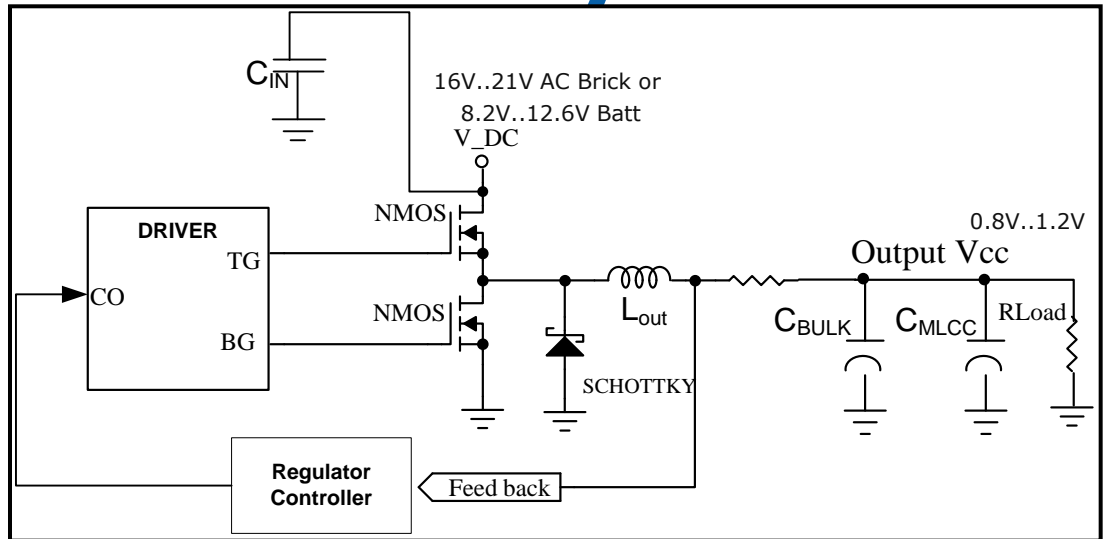 C_IN
16V..21V AC Brick or
8.2V..12.6V Batt
V_DC
NMOS
DRIVER
TG
CO
NMOS
BG
L_out
SCHOTTKY
0.8V..1.2V
Output Vcc
C_BULK
C_MLCC
RLoad
Regulator
Controller
Feed back